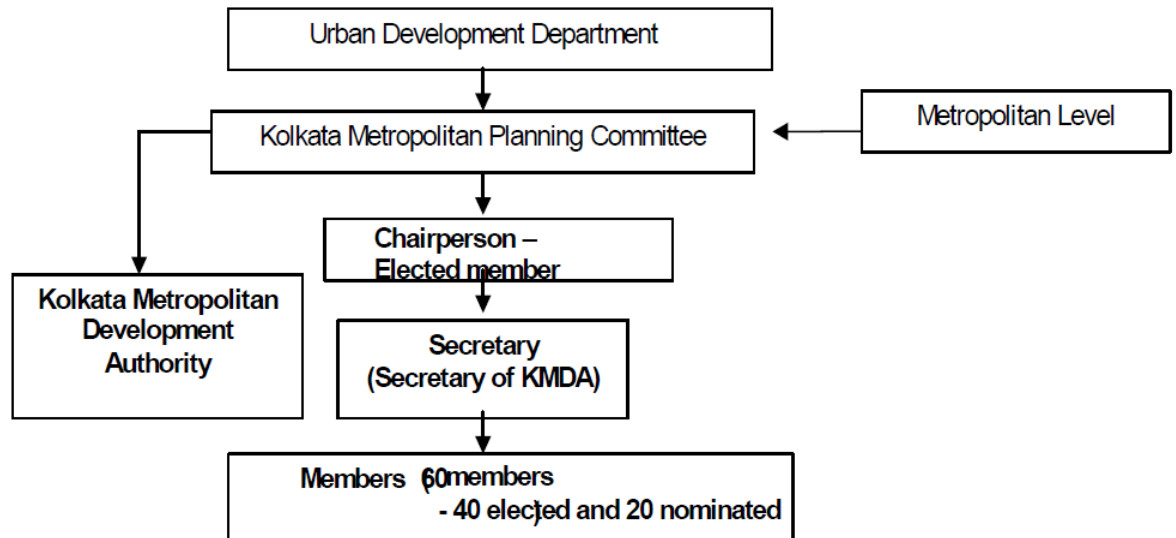 Urban Development Department
Kolkata Metropolitan Planning Committee
Metropolitan Level
Chairperson –
Elected member
Kolkata Metropolitan
Development
Authority
Secretary
(Secretary of KMDA)
Members (60 members
- 40 elected and 20 nominated)